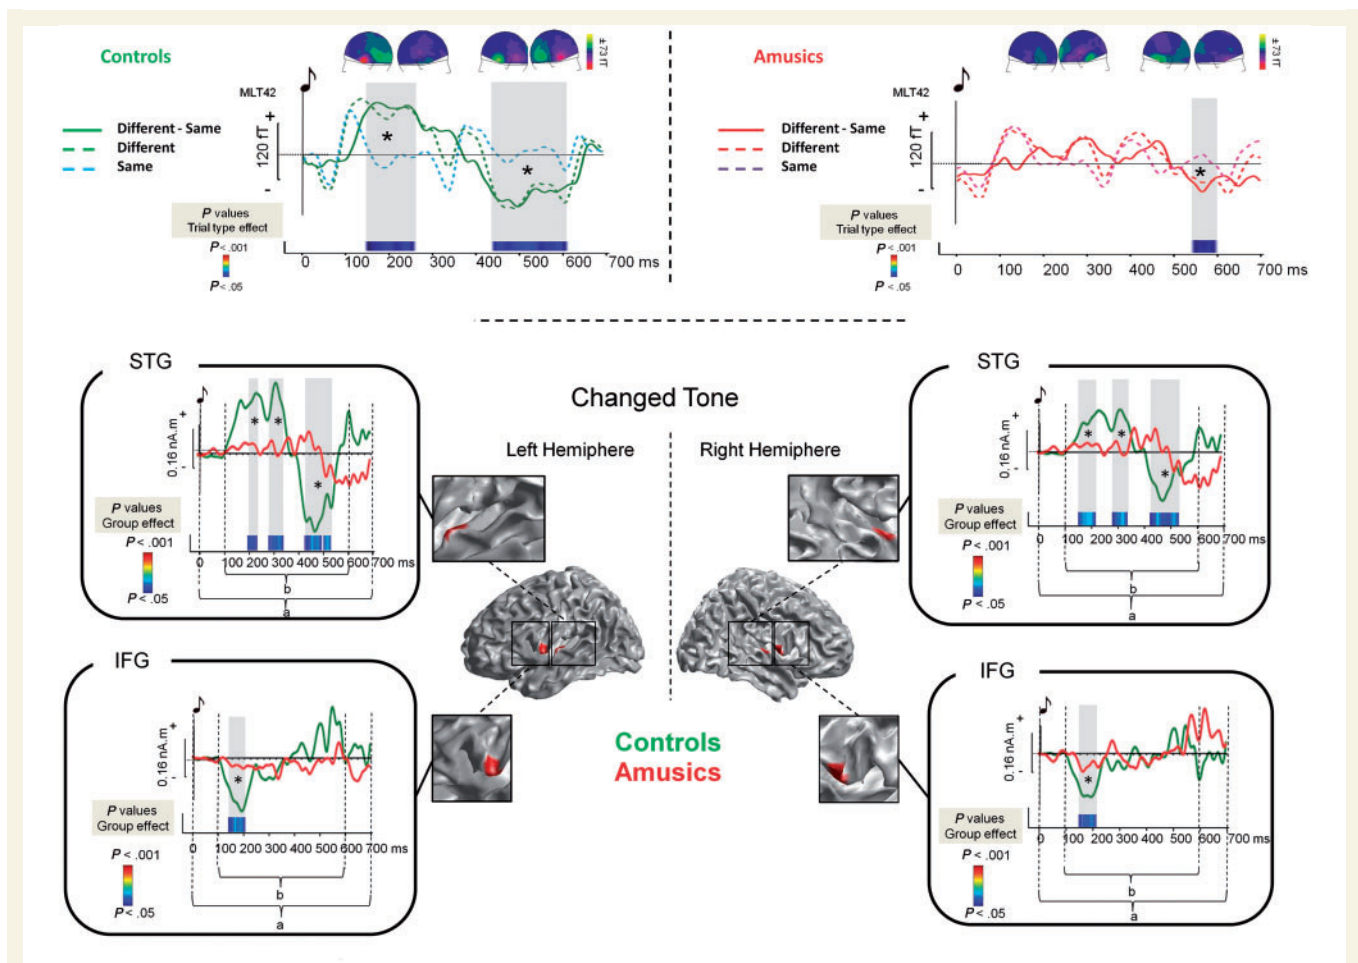 Controls
± 73 fT
MLT42
+
120 fT
-
Different - Same
Different
Same
*
*
P values
Trial type effect
P < .001
P < .05
0 100 200 300 400 500 600 700 ms
Amusics
± 73 fT
MLT42
+
120 fT
-
Different - Same
Different
Same
*
P values
Trial type effect
P < .001
P < .05
0 100 200 300 400 500 600 700 ms
Changed Tone
Left Hemiphere
Right Hemiphere
STG
+
0,16 nA.m
-
* * *
P values
Group effect
P < .001
P < .05
100 200 300 400 500 600 700 ms
b
a
STG
+
0,16 nA.m
-
* * *
P values
Group effect
P < .001
P < .05
0 100 200 300 400 500 600 700 ms
b
a
IFG
+
0,16 nA.m
-
*
P values
Group effect
P < .001
P < .05
0 100 200 300 400 500 600 700 ms
b
a
Controls
Amusics
IFG
+
0,16 nA.m
-
*
P values
Group effect
P < .001
P < .05
0 100 200 300 400 500 600 700 ms
b
a